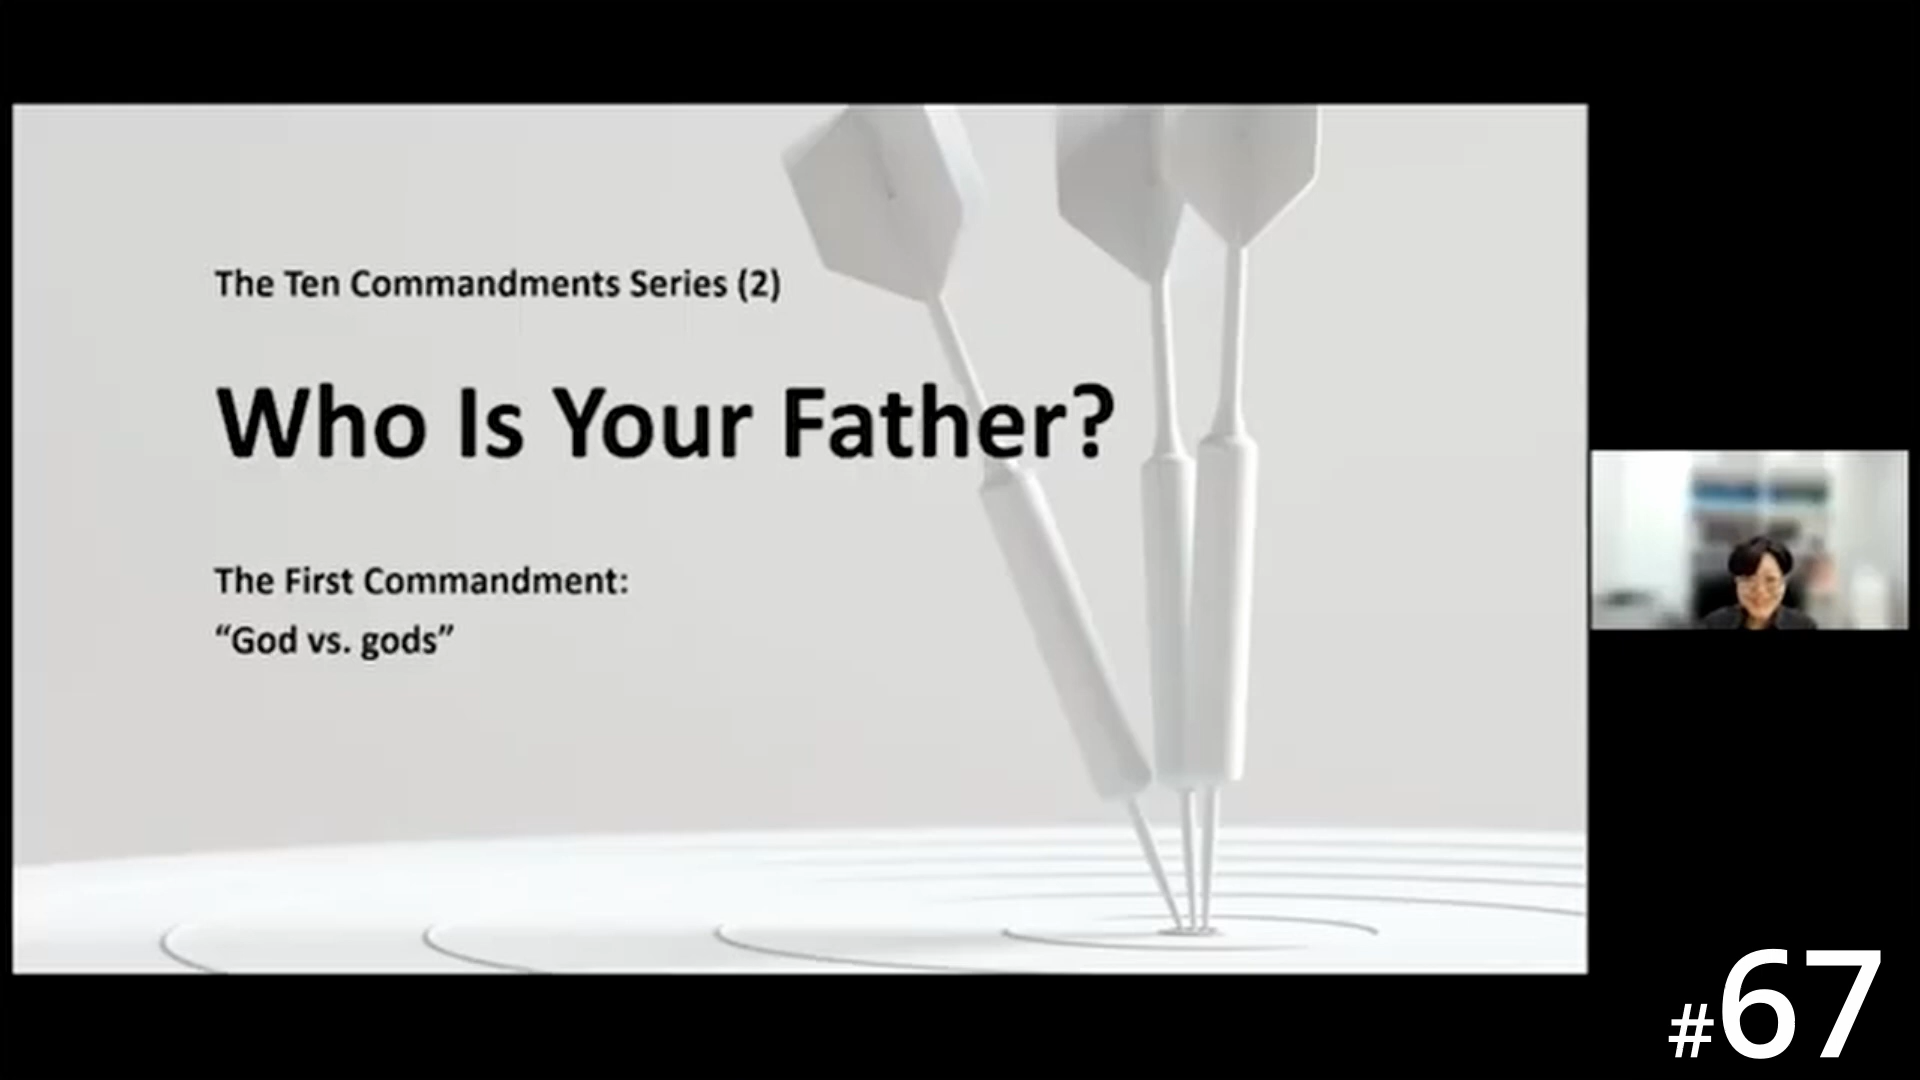 The Ten Commandments Series (2)
Who Is Your Father?
The First Commandment:
“God vs. gods”
#67